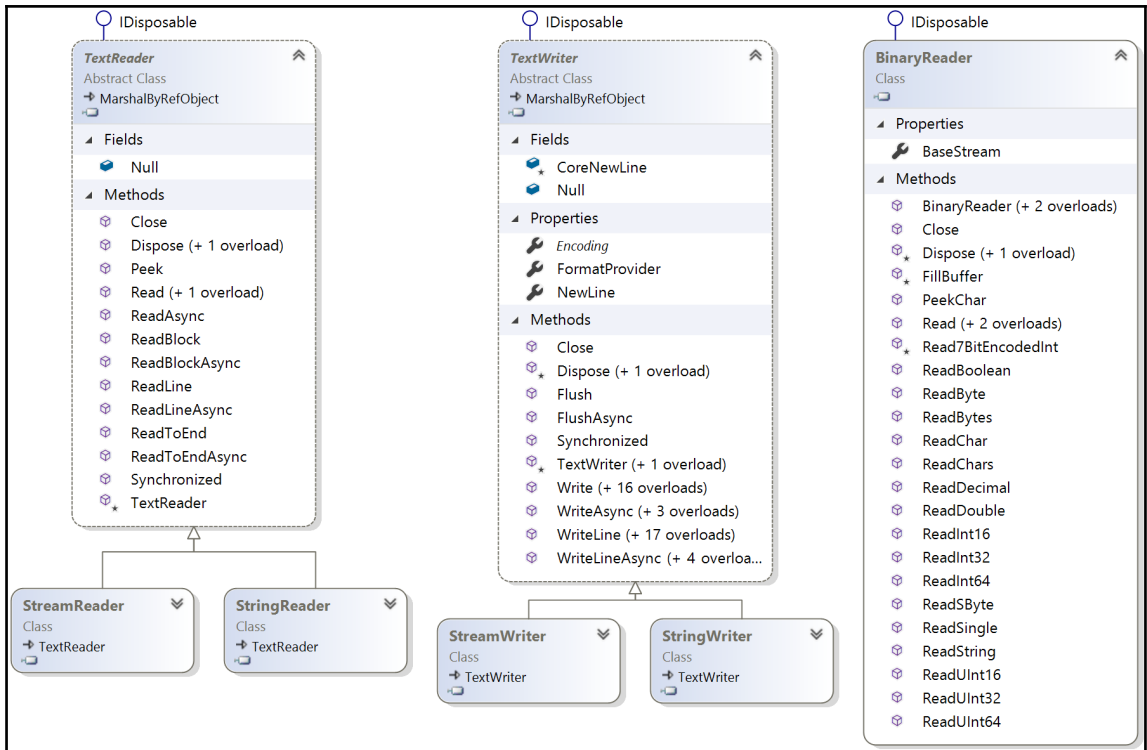 IDisposable
TextReader
Abstract Class
MarshalByRefObject
Fields
Null
Methods
Close
Dispose (+ 1 overload)
Peek
Read (+ 1 overload)
ReadAsync
ReadBlock
ReadBlockAsync
ReadLine
ReadLineAsync
ReadToEnd
ReadToEndAsync
Synchronized
TextReader
StreamReader
Class
TextReader
StringReader
Class
TextReader
IDisposable
TextWriter
Abstract Class
MarshalByRefObject
Fields
CoreNewLine
Null
Properties
Encoding
FormatProvider
NewLine
Methods
Close
Dispose (+ 1 overload)
Flush
FlushAsync
Synchronized
TextWriter (+ 1 overload)
Write (+ 16 overloads)
WriteAsync (+ 3 overloads)
WriteLine (+ 17 overloads)
WriteLineAsync (+ 4 overloa...
StreamWriter
Class
TextWriter
StringWriter
Class
TextWriter
IDisposable
BinaryReader
Class
Properties
BaseStream
Methods
BinaryReader (+ 2 overloads)
Close
Dispose (+ 1 overload)
FillBuffer
PeekChar
Read (+ 2 overloads)
Read7BitEncodedInt
ReadBoolean
ReadByte
ReadBytes
ReadChar
ReadChars
ReadDecimal
ReadDouble
ReadInt16
ReadInt32
ReadInt64
ReadSByte
ReadSingle
ReadString
ReadUInt16
ReadUInt32
ReadUInt64